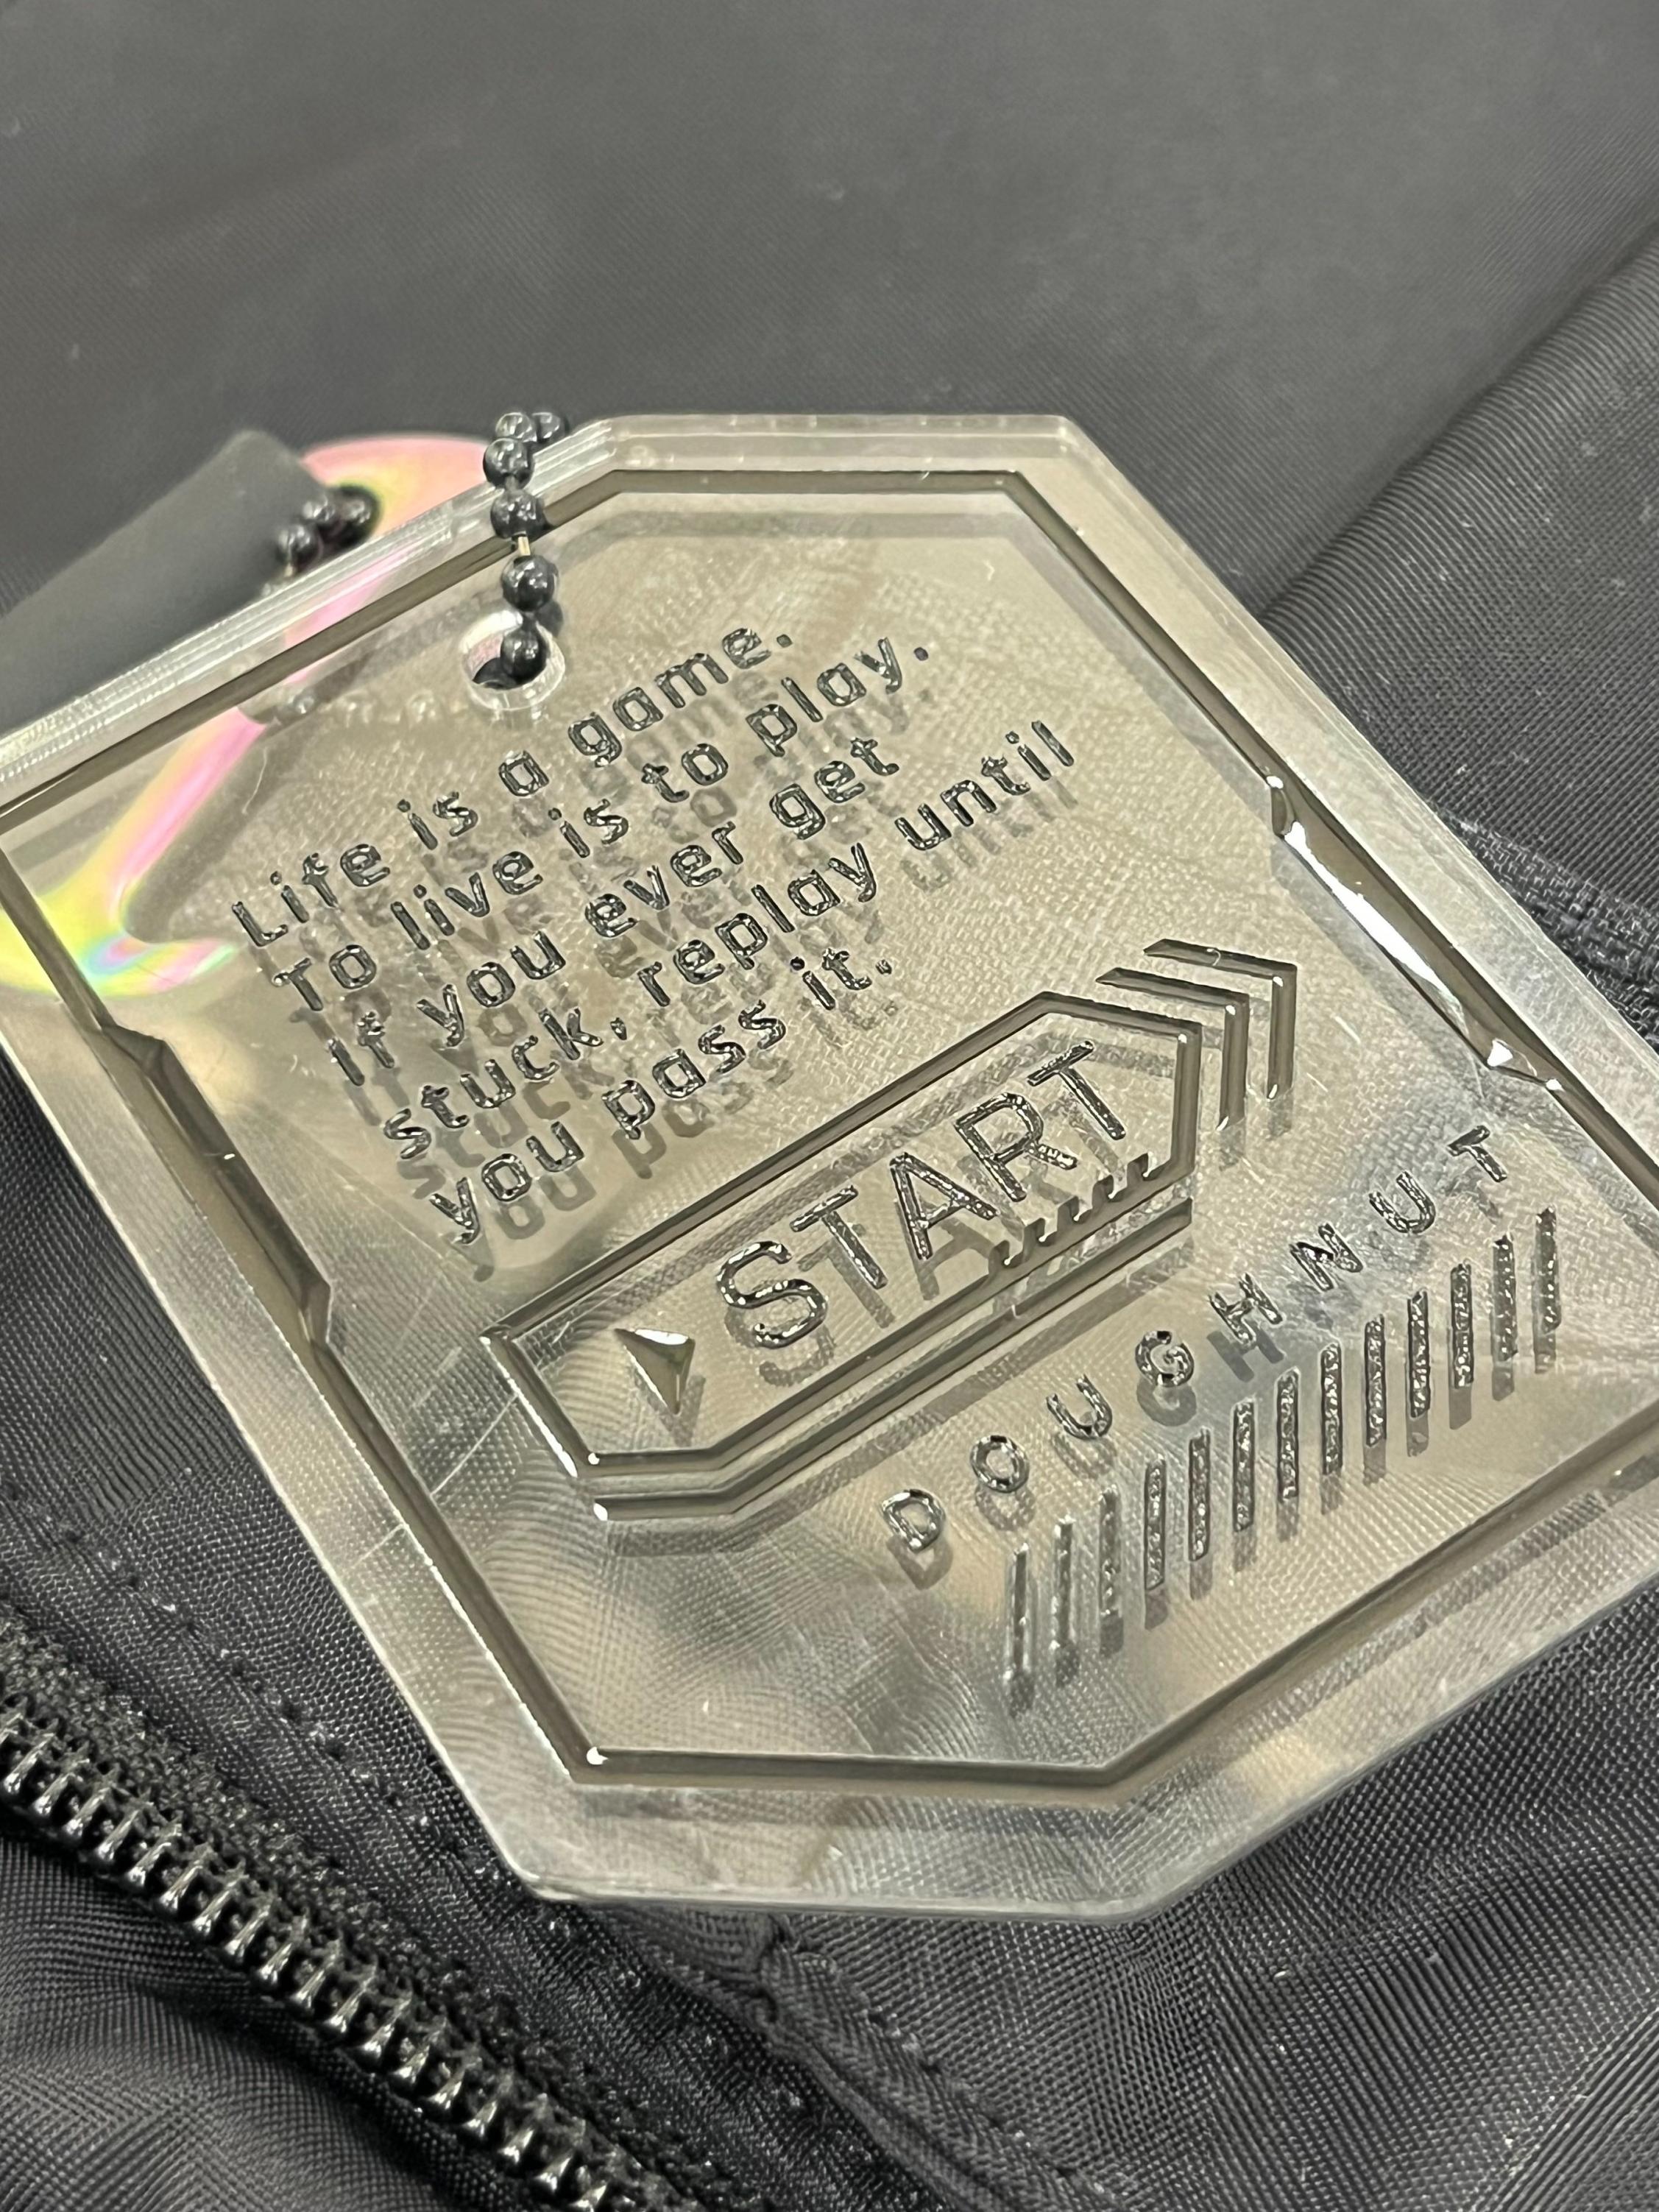 Life is a game.
To live is to play.
If you ever get
stuck, replay until
you pass it.
START
DOUGHNUT